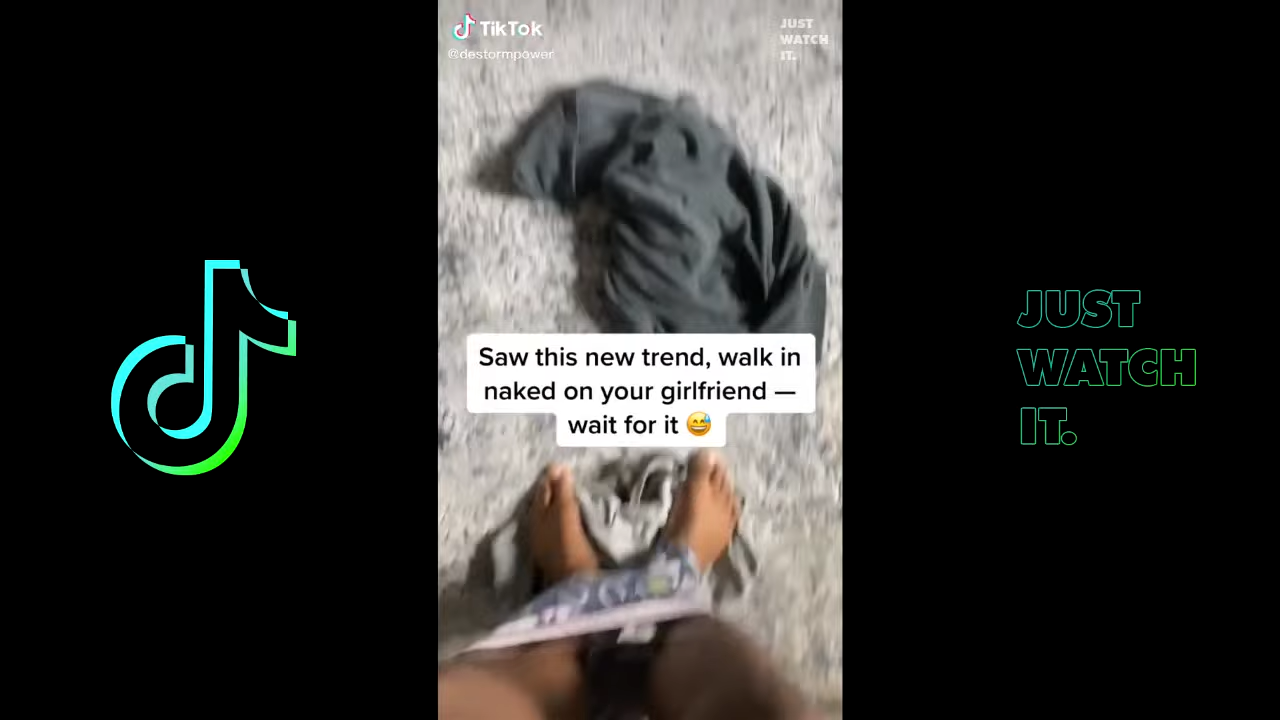 TikTok
@destormpower
JUST
WATCH
IT.
Saw this new trend, walk in
naked on your girlfriend —
wait for it 😅
JUST
WATCH
IT.